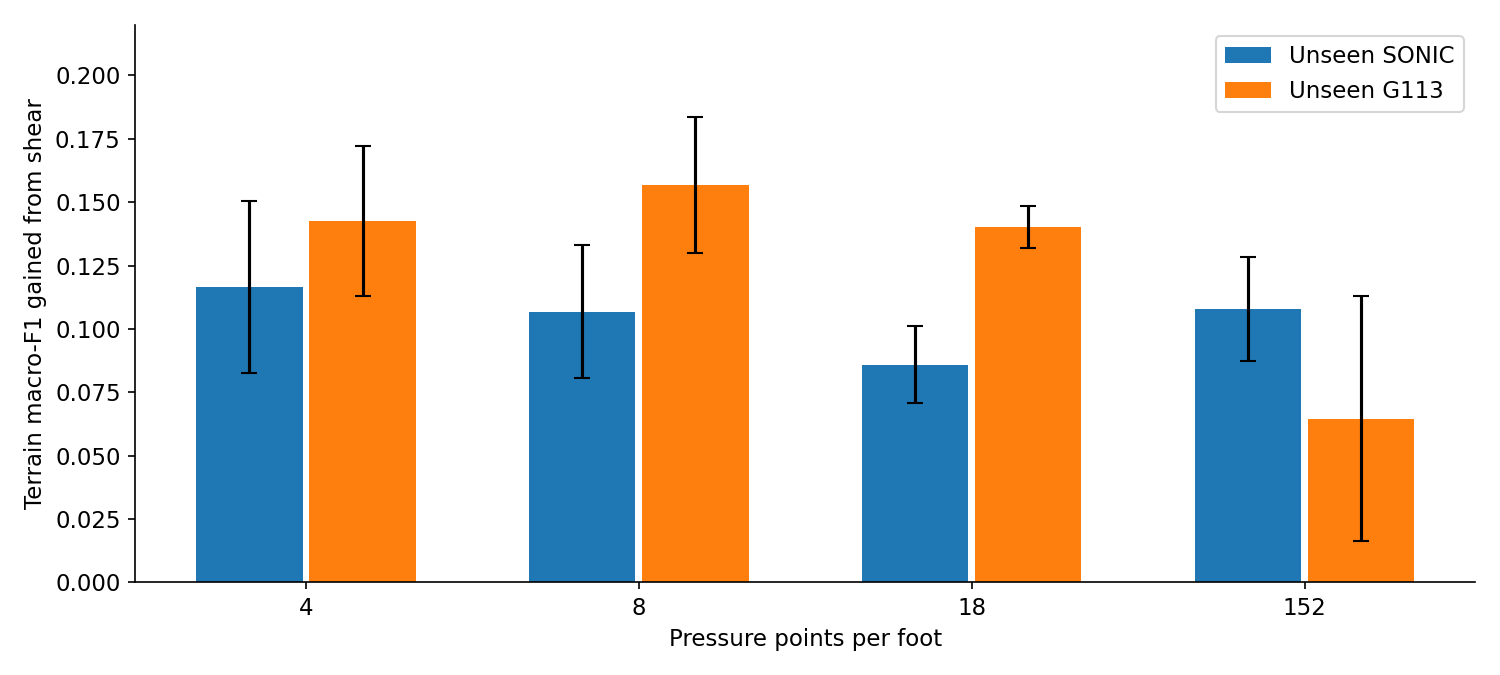 Unseen SONIC
Unseen G113
Terrain macro-F1 gained from shear
0.200
0.175
0.150
0.125
0.100
0.075
0.050
0.025
0.000
4 8 18 152
Pressure points per foot